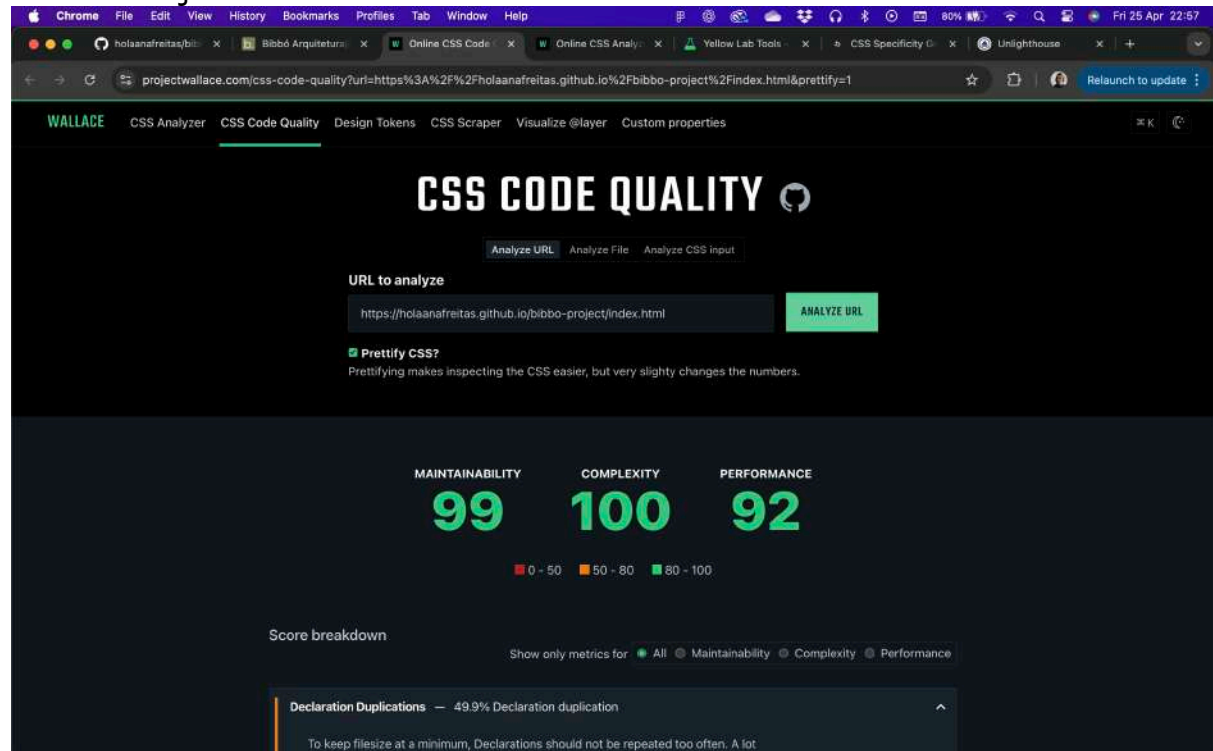 Chrome File Edit View History Bookmarks Profiles Tab Window Help 80% Fri 25 Apr 22:57
holaanafreitas/bib Bibbó Arquitetura Online CSS Code Online CSS Analy Yellow Lab Tools - CSS Specificity G Unlighthouse
projectwallace.com/css-code-quality?url=https%3A%2F%2Fholaanafreitas.github.io%2Fbibbo-project%2Findex.html&prettify=1 Relaunch to update
WALLACE CSS Analyzer CSS Code Quality Design Tokens CSS Scraper Visualize @layer Custom properties ⌘ K
CSS CODE QUALITY
Analyze URL Analyze File Analyze CSS input
URL to analyze
https://holaanafreitas.github.io/bibbo-project/index.html ANALYZE URL
Prettify CSS?
Prettifying makes inspecting the CSS easier, but very slighty changes the numbers.
MAINTAINABILITY COMPLEXITY PERFORMANCE
99 100 92
0 - 50 50 - 80 80 - 100
Score breakdown
Show only metrics for All Maintainability Complexity Performance
Declaration Duplications — 49.9% Declaration duplication
To keep filesize at a minimum, Declarations should not be repeated too often. A lot